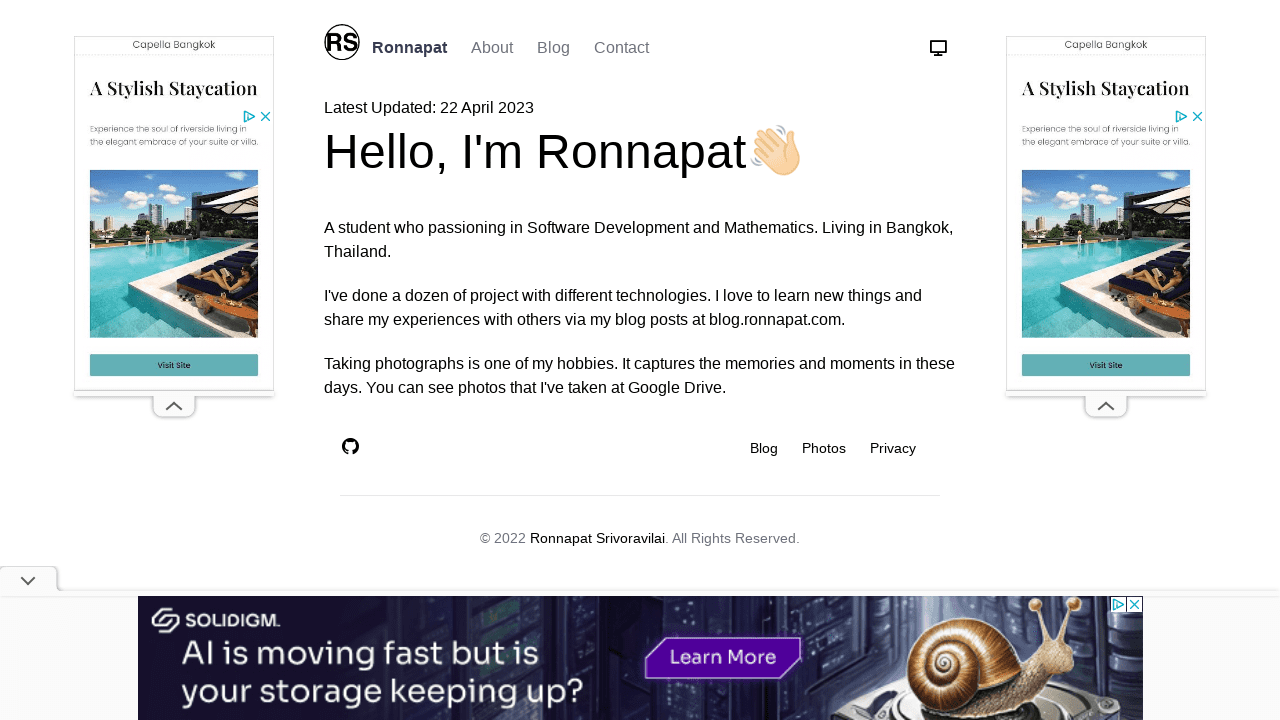 RS Ronnapat About Blog Contact
Latest Updated: 22 April 2023
Hello, I'm Ronnapat
A student who passioning in Software Development and Mathematics. Living in Bangkok,
Thailand.
I've done a dozen of project with different technologies. I love to learn new things and
share my experiences with others via my blog posts at blog.ronnapat.com.
Taking photographs is one of my hobbies. It captures the memories and moments in these
days. You can see photos that I've taken at Google Drive.
Blog Photos Privacy
© 2022 Ronnapat Srivoravilai. All Rights Reserved.
Capella Bangkok
A Stylish Staycation
Experience the soul of riverside living in
the elegant embrace of your suite or villa.
Visit Site
Capella Bangkok
A Stylish Staycation
Experience the soul of riverside living in
the elegant embrace of your suite or villa.
Visit Site
SOLIDIGM.
AI is moving fast but is
your storage keeping up?
Learn More